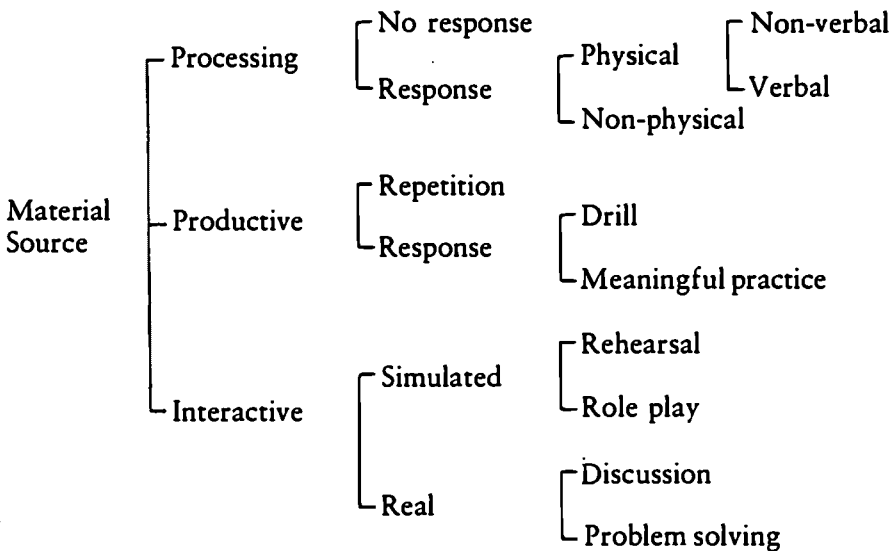 No response
Non-verbal
Processing
Physical
Response
Verbal
Non-physical
Repetition
Material
Source
Productive
Drill
Response
Meaningful practice
Rehearsal
Simulated
Interactive
Role play
Discussion
Real
Problem solving